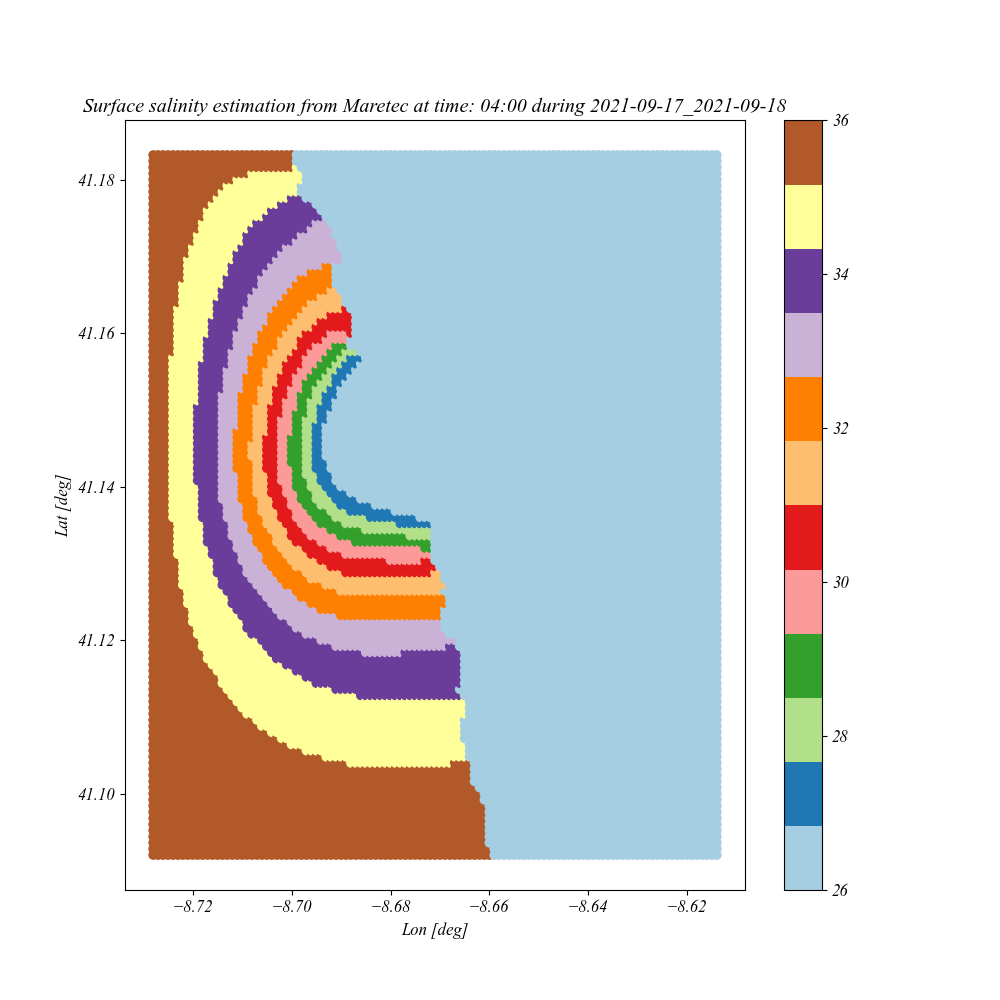 Surface salinity estimation from Maretec at time: 04:00 during 2021-09-17_2021-09-18
36
41.18
34
41.16
32
Lat [deg]
41.14
30
41.12
28
41.10
26
−8.72 −8.70 −8.68 −8.66 −8.64 −8.62
Lon [deg]